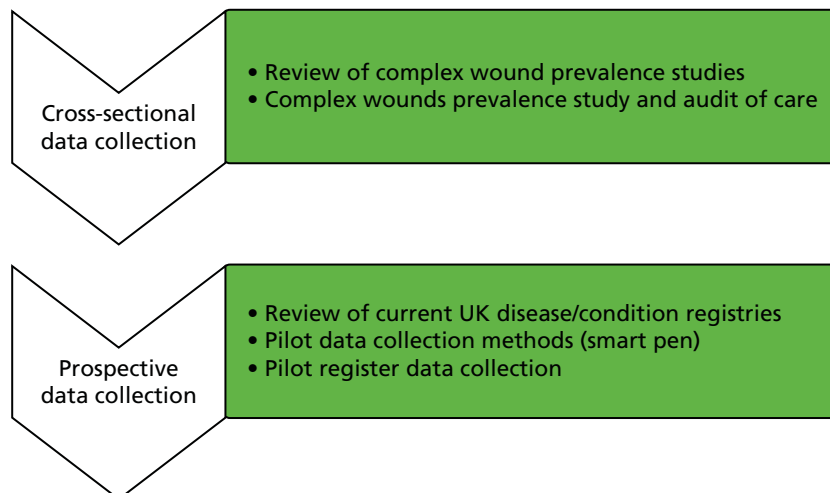 Cross-sectional
data collection
• Review of complex wound prevalence studies
• Complex wounds prevalence study and audit of care
Prospective
data collection
• Review of current UK disease/condition registries
• Pilot data collection methods (smart pen)
• Pilot register data collection